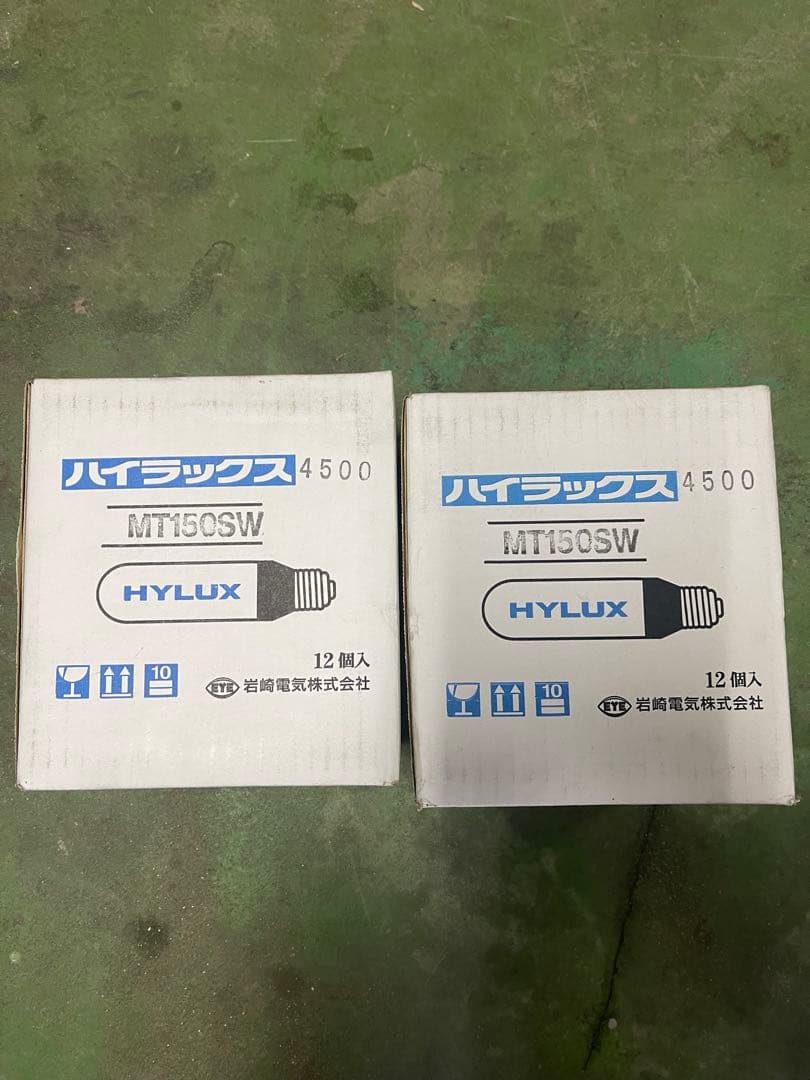 ハイラックス 4500
MT150SW
HYLUX
12個入
10
EYE 岩崎電気株式会社
ハイラックス 4500
MT150SW
HYLUX
12個入
10
EYE 岩崎電気株式会社